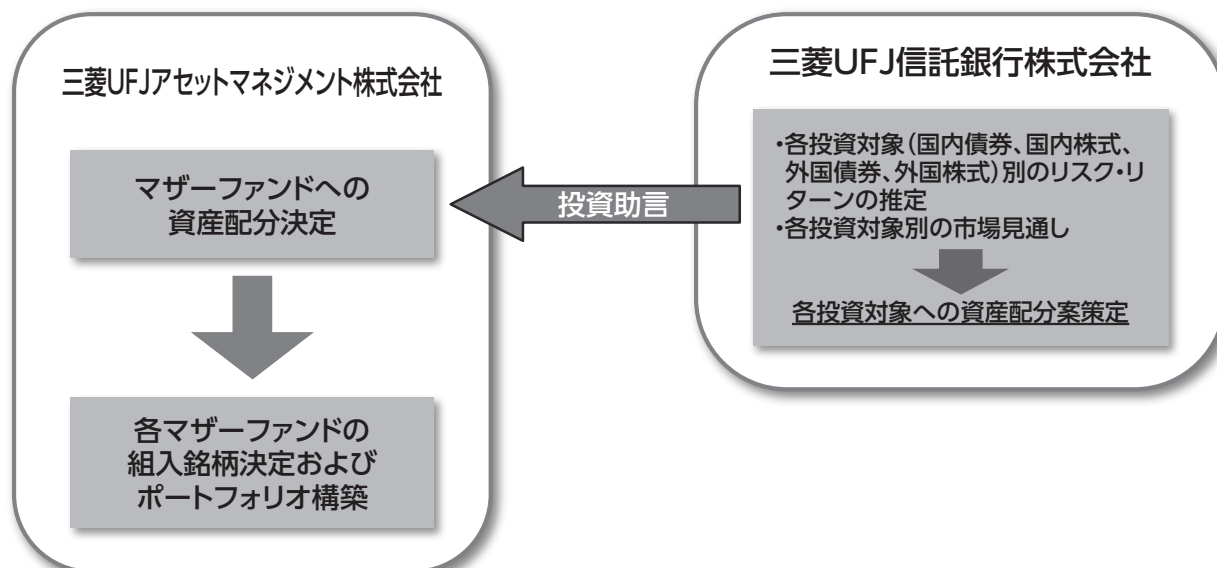 三菱UFJアセットマネジメント株式会社
マザーファンドへの
資産配分決定
各マザーファンドの
組入銘柄決定および
ポートフォリオ構築
投資助言
三菱UFJ信託銀行株式会社
・各投資対象(国内債券、国内株式、
外国債券、外国株式)別のリスク・リ
ターンの推定
・各投資対象別の市場見通し
各投資対象への資産配分案策定